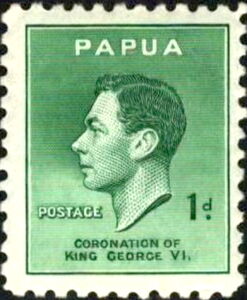 PAPUA
POSTAGE 1d.
CORONATION OF
KING GEORGE VI.